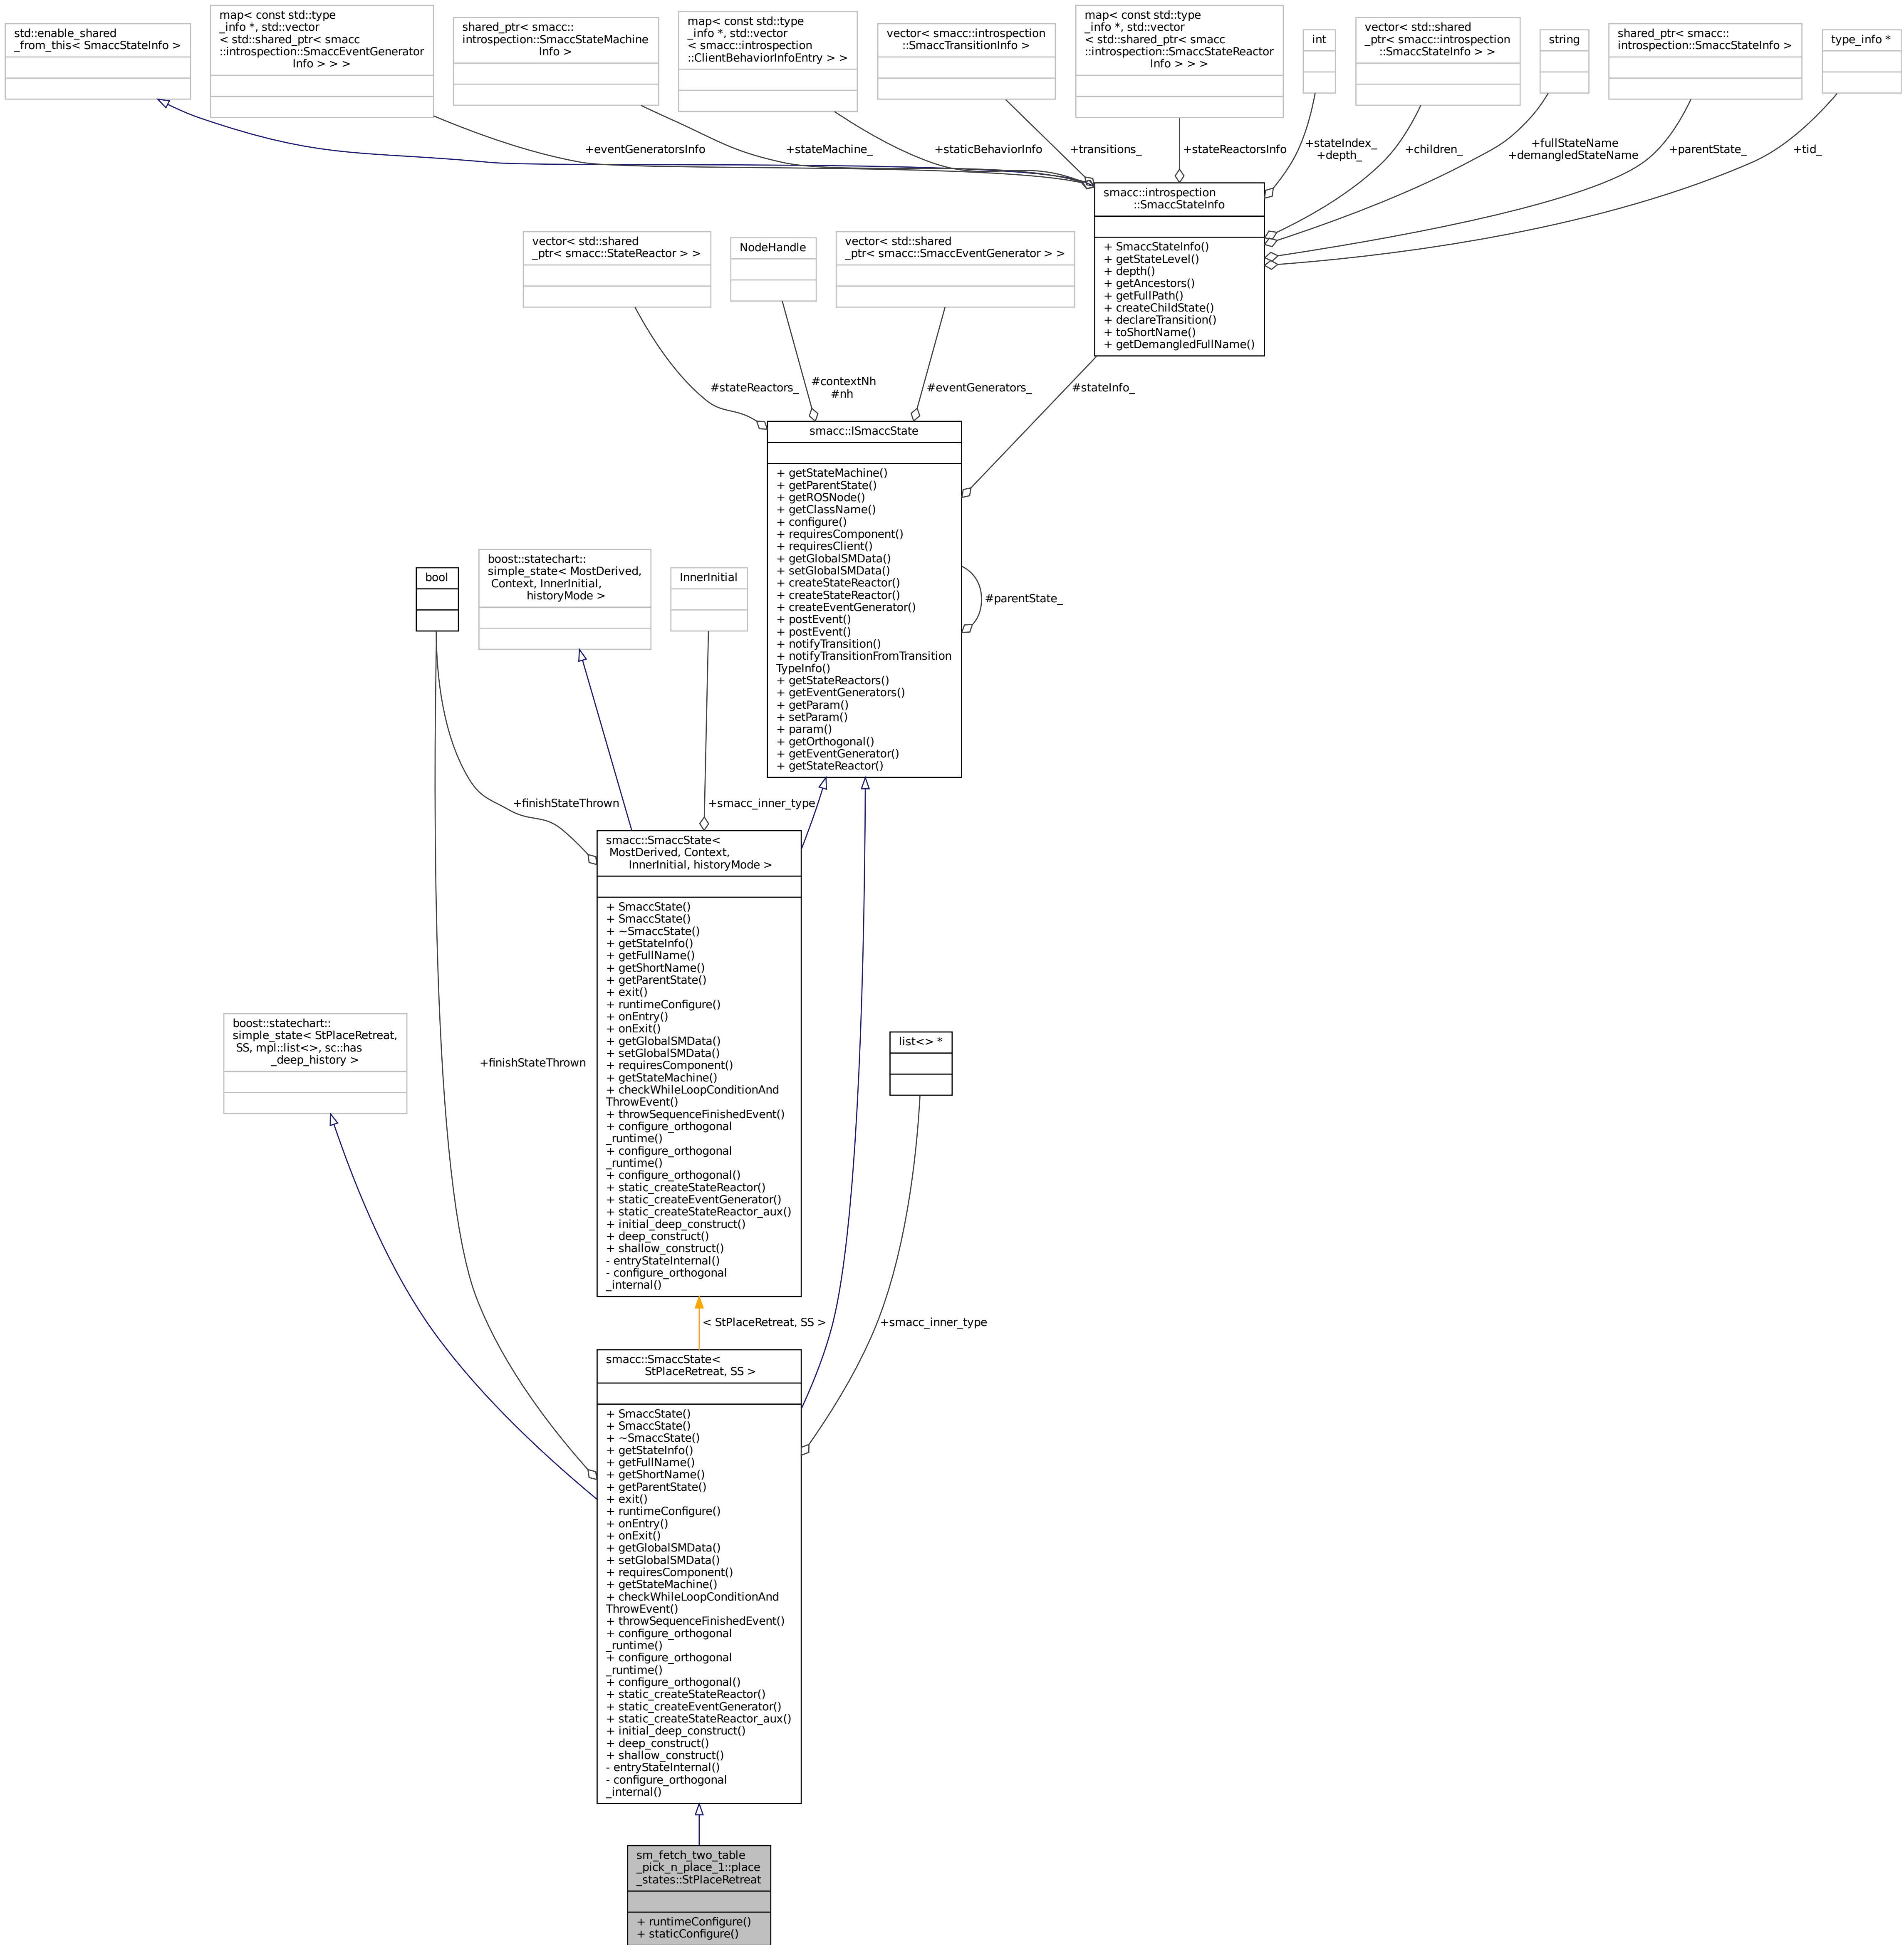 std::enable_shared
_from_this< SmaccStateInfo >
map< const std::type
_info *, std::vector
< std::shared_ptr< smacc
::introspection::SmaccEventGenerator
Info > > >
shared_ptr< smacc::
introspection::SmaccStateMachine
Info >
map< const std::type
_info *, std::vector
< smacc::introspection
::ClientBehaviorInfoEntry > >
vector< smacc::introspection
::SmaccTransitionInfo >
map< const std::type
_info *, std::vector
< std::shared_ptr< smacc
::introspection::SmaccStateReactor
Info > > >
int
vector< std::shared
_ptr< smacc::introspection
::SmaccStateInfo > >
string
shared_ptr< smacc::
introspection::SmaccStateInfo >
type_info *
+eventGeneratorsInfo
+stateMachine_
+staticBehaviorInfo
+transitions_
+stateReactorsInfo
+stateIndex_
+depth_
+children_
+fullStateName
+demangledStateName
+parentState_
+tid_
smacc::introspection
::SmaccStateInfo
+ SmaccStateInfo()
+ getStateLevel()
+ depth()
+ getAncestors()
+ getFullPath()
+ createChildState()
+ declareTransition()
+ toShortName()
+ getDemangledFullName()
vector< std::shared
_ptr< smacc::StateReactor > >
NodeHandle
vector< std::shared
_ptr< smacc::SmaccEventGenerator > >
#stateReactors_
#contextNh
#nh
#eventGenerators_
#stateInfo_
smacc::ISmaccState
+ getStateMachine()
+ getParentState()
+ getROSNode()
+ getClassName()
+ configure()
+ requiresComponent()
+ requiresClient()
+ getGlobalSMData()
+ setGlobalSMData()
+ createStateReactor()
+ createStateReactor()
+ createEventGenerator()
+ postEvent()
+ postEvent()
+ notifyTransition()
+ notifyTransitionFromTransition
TypeInfo()
+ getStateReactors()
+ getEventGenerators()
+ getParam()
+ setParam()
+ param()
+ getOrthogonal()
+ getEventGenerator()
+ getStateReactor()
#parentState_
bool
boost::statechart::
simple_state< MostDerived,
Context, InnerInitial,
historyMode >
InnerInitial
+finishStateThrown
+smacc_inner_type
smacc::SmaccState<
MostDerived, Context,
InnerInitial, historyMode >
+ SmaccState()
+ SmaccState()
+ ~SmaccState()
+ getStateInfo()
+ getFullName()
+ getShortName()
+ getParentState()
+ exit()
+ runtimeConfigure()
+ onEntry()
+ onExit()
+ getGlobalSMData()
+ setGlobalSMData()
+ requiresComponent()
+ getStateMachine()
+ checkWhileLoopConditionAnd
ThrowEvent()
+ throwSequenceFinishedEvent()
+ configure_orthogonal
_runtime()
+ configure_orthogonal
_runtime()
+ configure_orthogonal()
+ static_createStateReactor()
+ static_createEventGenerator()
+ static_createStateReactor_aux()
+ initial_deep_construct()
+ deep_construct()
+ shallow_construct()
- entryStateInternal()
- configure_orthogonal
_internal()
boost::statechart::
simple_state< StPlaceRetreat,
SS, mpl::list<>, sc::has
_deep_history >
+finishStateThrown
list<> *
< StPlaceRetreat, SS >
+smacc_inner_type
smacc::SmaccState<
StPlaceRetreat, SS >
+ SmaccState()
+ SmaccState()
+ ~SmaccState()
+ getStateInfo()
+ getFullName()
+ getShortName()
+ getParentState()
+ exit()
+ runtimeConfigure()
+ onEntry()
+ onExit()
+ getGlobalSMData()
+ setGlobalSMData()
+ requiresComponent()
+ getStateMachine()
+ checkWhileLoopConditionAnd
ThrowEvent()
+ throwSequenceFinishedEvent()
+ configure_orthogonal
_runtime()
+ configure_orthogonal
_runtime()
+ configure_orthogonal()
+ static_createStateReactor()
+ static_createEventGenerator()
+ static_createStateReactor_aux()
+ initial_deep_construct()
+ deep_construct()
+ shallow_construct()
- entryStateInternal()
- configure_orthogonal
_internal()
sm_fetch_two_table
_pick_n_place_1::place
_states::StPlaceRetreat
+ runtimeConfigure()
+ staticConfigure()